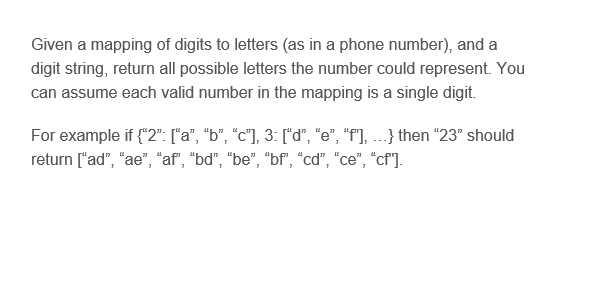 Given a mapping of digits to letters (as in a phone number), and a
digit string, return all possible letters the number could represent. You
can assume each valid number in the mapping is a single digit.
For example if {“2”: [“a”, “b”, “c”], 3: [“d”, “e”, “f”], …} then “23” should
return [“ad”, “ae”, “af”, “bd”, “be”, “bf”, “cd”, “ce”, “cf"].